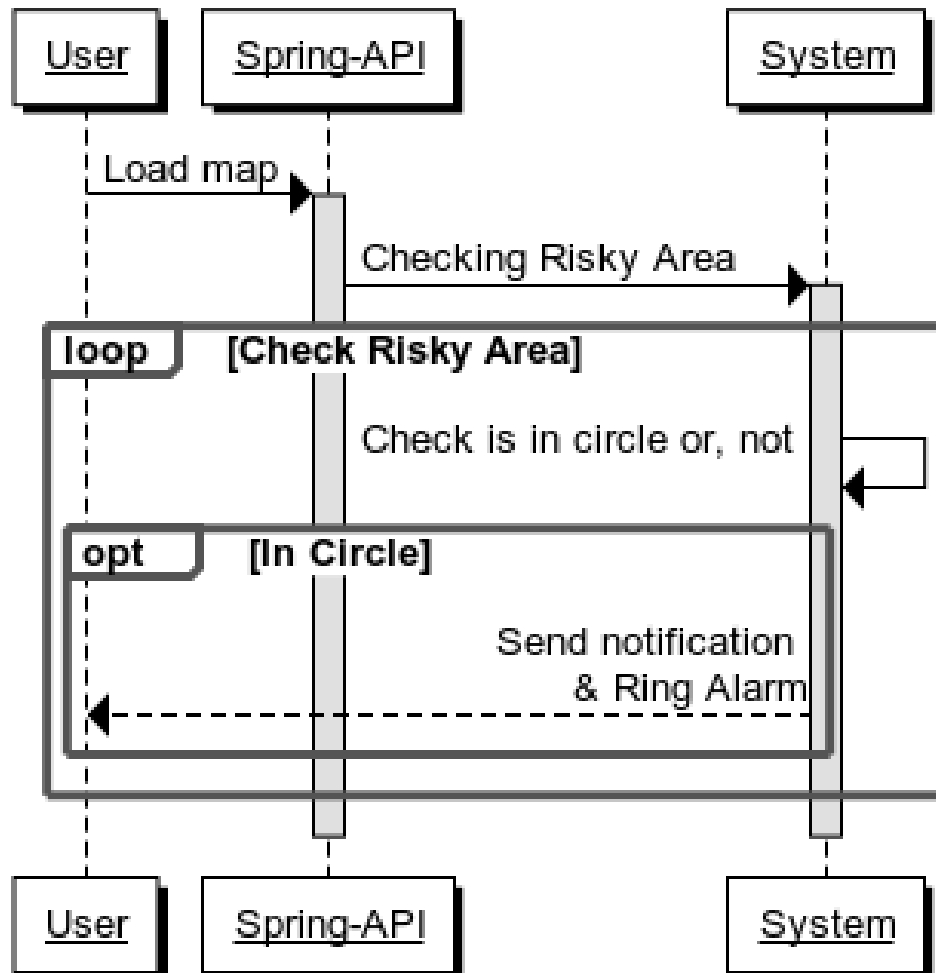 User
Spring-API
System
Load map
Checking Risky Area
loop
[Check Risky Area]
Check is in circle or, not
opt
[In Circle]
Send notification
& Ring Alarm
User
Spring-API
System